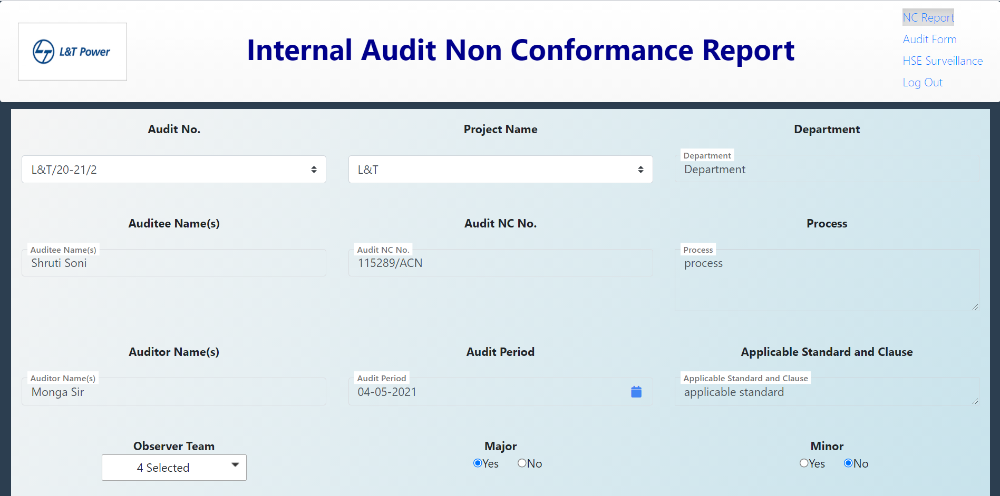 L&T Power
Internal Audit Non Conformance Report
NC Report
Audit Form
HSE Surveillance
Log Out
Audit No.
Project Name
Department
L&T/20-21/2
L&T
Department
Department
Auditee Name(s)
Audit NC No.
Process
Auditee Name(s)
Shruti Soni
Audit NC No.
115289/ACN
Process
process
Auditor Name(s)
Audit Period
Applicable Standard and Clause
Auditor Name(s)
Monga Sir
Audit Period
04-05-2021
Applicable Standard and Clause
applicable standard
Observer Team
4 Selected
Major
Yes No
Minor
Yes No